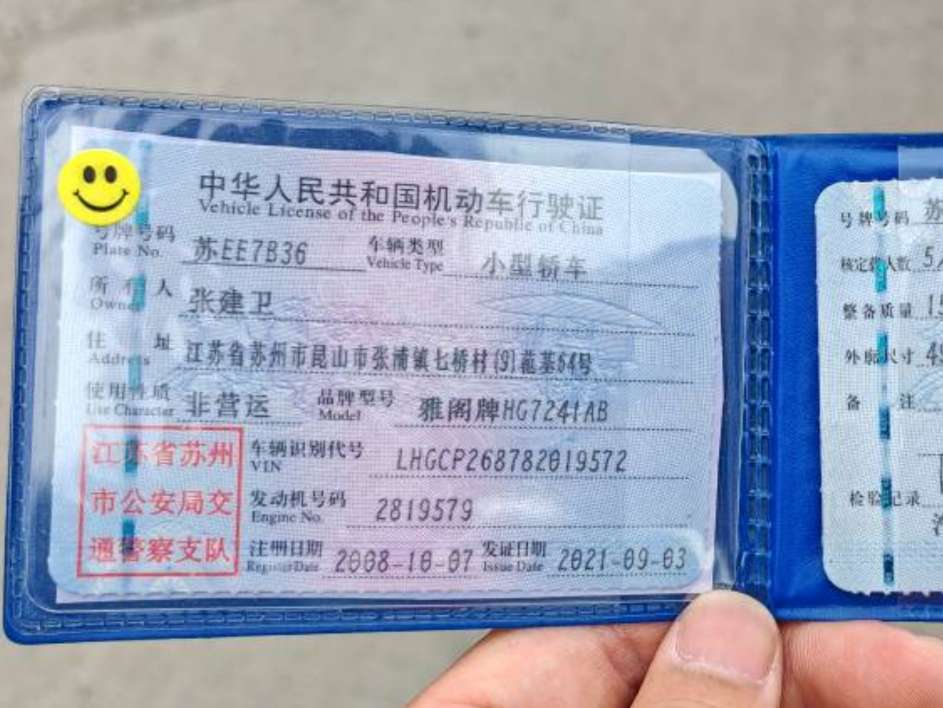 中华人民共和国机动车行驶证
Vehicle License of the People's Republic of China
号牌号码 苏EE7B36 车辆类型 小型轿车
Plate No. Vehicle Type
所有人 张建卫
Owner
住址 江苏省苏州市昆山市张浦镇七桥村(9)
Address
使用性质 非营运 品牌型号 雅阁牌HG7241AB
Use Character Model
江苏省苏州
市公安局交
通警察支队
车辆识别代号 LHGCP268782019572
VIN
发动机号码 2819579
Engine No.
注册日期 2008-10-07 发证日期 2021-09-03
Register Date Issue Date
号牌号码 苏
核定载人数 5
整备质量
外廓尺寸
备注
检验记录